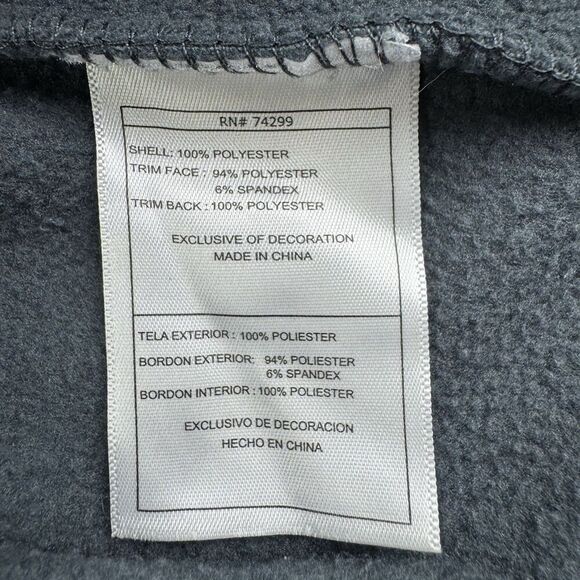 RN# 74299
SHELL: 100% POLYESTER
TRIM FACE : 94% POLYESTER
6% SPANDEX
TRIM BACK : 100% POLYESTER
EXCLUSIVE OF DECORATION
MADE IN CHINA
TELA EXTERIOR : 100% POLIESTER
BORDON EXTERIOR: 94% POLIESTER
6% SPANDEX
BORDON INTERIOR : 100% POLIESTER
EXCLUSIVO DE DECORACION
HECHO EN CHINA